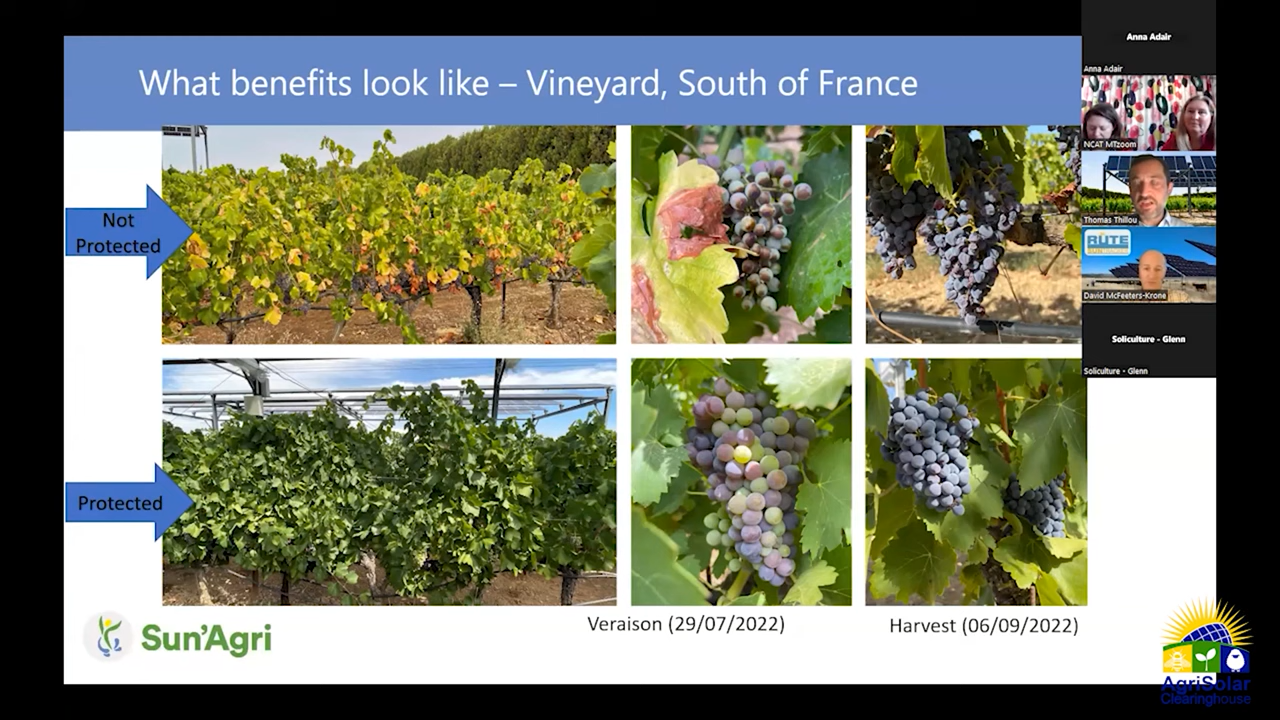 What benefits look like – Vineyard, South of France
Not
Protected
Protected
Sun'Agri
Veraison (29/07/2022)
Harvest (06/09/2022)
Anna Adair
Anna Adair
NCAT MTzoom
Thomas Thillou
RUTE
SUN
David McFeeters-Krone
Soliculture - Glenn
Soliculture - Glenn
AgriSolar
Clearinghouse